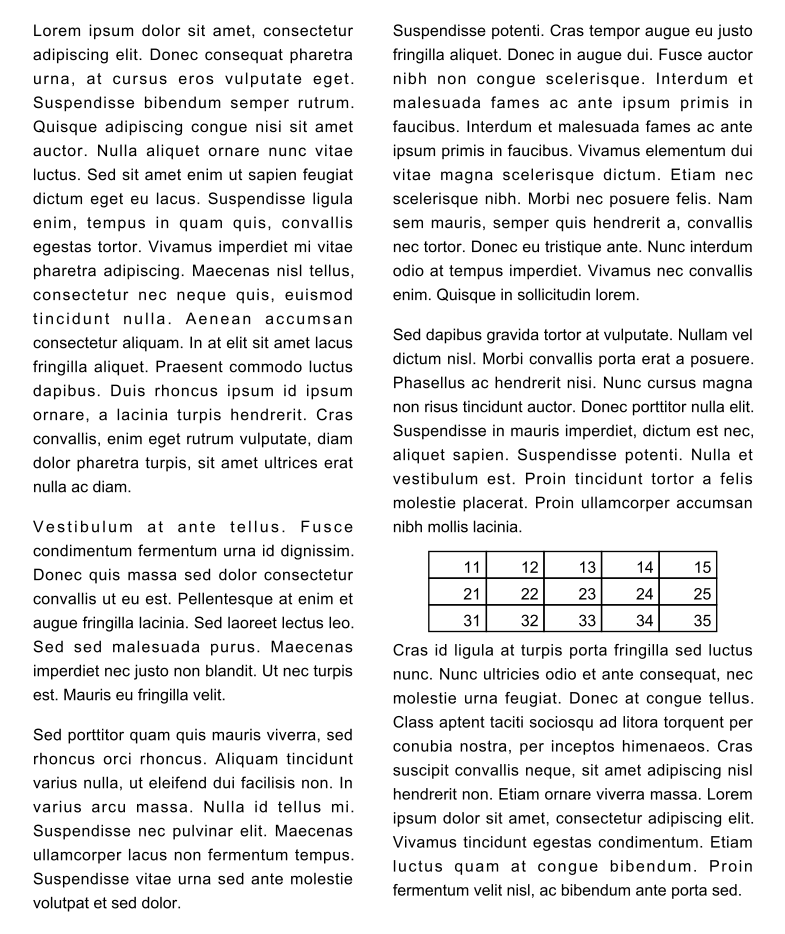 Lorem ipsum dolor sit amet, consectetur
adipiscing elit. Donec consequat pharetra
urna, at cursus eros vulputate eget.
Suspendisse bibendum semper rutrum.
Quisque adipiscing congue nisi sit amet
auctor. Nulla aliquet ornare nunc vitae
luctus. Sed sit amet enim ut sapien feugiat
dictum eget eu lacus. Suspendisse ligula
enim, tempus in quam quis, convallis
egestas tortor. Vivamus imperdiet mi vitae
pharetra adipiscing. Maecenas nisl tellus,
consectetur nec neque quis, euismod
tincidunt nulla. Aenean accumsan
consectetur aliquam. In at elit sit amet lacus
fringilla aliquet. Praesent commodo luctus
dapibus. Duis rhoncus ipsum id ipsum
ornare, a lacinia turpis hendrerit. Cras
convallis, enim eget rutrum vulputate, diam
dolor pharetra turpis, sit amet ultrices erat
nulla ac diam.
Vestibulum at ante tellus. Fusce
condimentum fermentum urna id dignissim.
Donec quis massa sed dolor consectetur
convallis ut eu est. Pellentesque at enim et
augue fringilla lacinia. Sed laoreet lectus leo.
Sed sed malesuada purus. Maecenas
imperdiet nec justo non blandit. Ut nec turpis
est. Mauris eu fringilla velit.
Sed porttitor quam quis mauris viverra, sed
rhoncus orci rhoncus. Aliquam tincidunt
varius nulla, ut eleifend dui facilisis non. In
varius arcu massa. Nulla id tellus mi.
Suspendisse nec pulvinar elit. Maecenas
ullamcorper lacus non fermentum tempus.
Suspendisse vitae urna sed ante molestie
volutpat et sed dolor.
Suspendisse potenti. Cras tempor augue eu justo
fringilla aliquet. Donec in augue dui. Fusce auctor
nibh non congue scelerisque. Interdum et
malesuada fames ac ante ipsum primis in
faucibus. Interdum et malesuada fames ac ante
ipsum primis in faucibus. Vivamus elementum dui
vitae magna scelerisque dictum. Etiam nec
scelerisque nibh. Morbi nec posuere felis. Nam
sem mauris, semper quis hendrerit a, convallis
nec tortor. Donec eu tristique ante. Nunc interdum
odio at tempus imperdiet. Vivamus nec convallis
enim. Quisque in sollicitudin lorem.
Sed dapibus gravida tortor at vulputate. Nullam vel
dictum nisl. Morbi convallis porta erat a posuere.
Phasellus ac hendrerit nisi. Nunc cursus magna
non risus tincidunt auctor. Donec porttitor nulla elit.
Suspendisse in mauris imperdiet, dictum est nec,
aliquet sapien. Suspendisse potenti. Nulla et
vestibulum est. Proin tincidunt tortor a felis
molestie placerat. Proin ullamcorper accumsan
nibh mollis lacinia.
11 12 13 14 15
21 22 23 24 25
31 32 33 34 35
Cras id ligula at turpis porta fringilla sed luctus
nunc. Nunc ultricies odio et ante consequat, nec
molestie urna feugiat. Donec at congue tellus.
Class aptent taciti sociosqu ad litora torquent per
conubia nostra, per inceptos himenaeos. Cras
suscipit convallis neque, sit amet adipiscing nisl
hendrerit non. Etiam ornare viverra massa. Lorem
ipsum dolor sit amet, consectetur adipiscing elit.
Vivamus tincidunt egestas condimentum. Etiam
luctus quam at congue bibendum. Proin
fermentum velit nisl, ac bibendum ante porta sed.